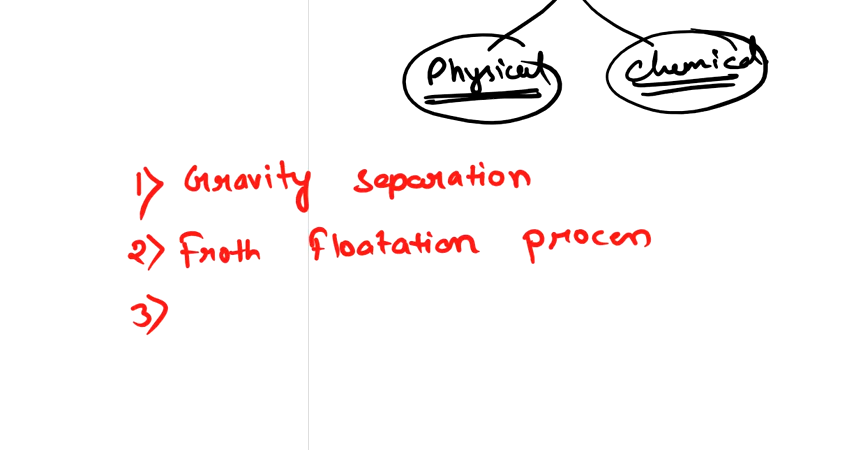 Physical Chemical
1) Gravity separation
2) Froth floatation process
3)